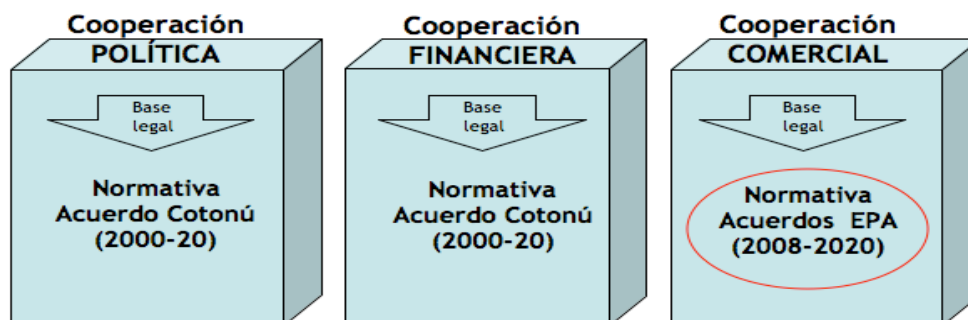 Cooperación
POLÍTICA
Base
legal
Normativa
Acuerdo Cotonú
(2000-20)
Cooperación
FINANCIERA
Base
legal
Normativa
Acuerdo Cotonú
(2000-20)
Cooperación
COMERCIAL
Base
legal
Normativa
Acuerdos EPA
(2008-2020)